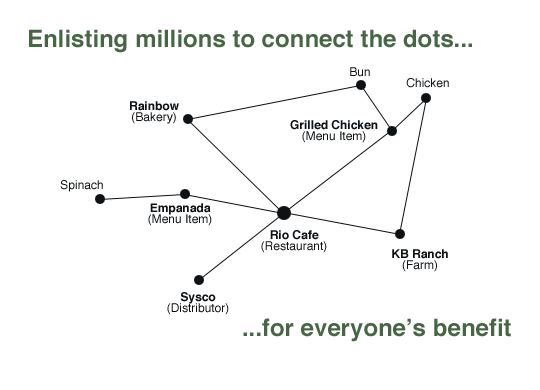 Enlisting millions to connect the dots...
Bun
Chicken
Rainbow
(Bakery)
Grilled Chicken
(Menu Item)
Spinach
Empanada
(Menu Item)
Rio Cafe
(Restaurant)
KB Ranch
(Farm)
Sysco
(Distributor)
...for everyone's benefit